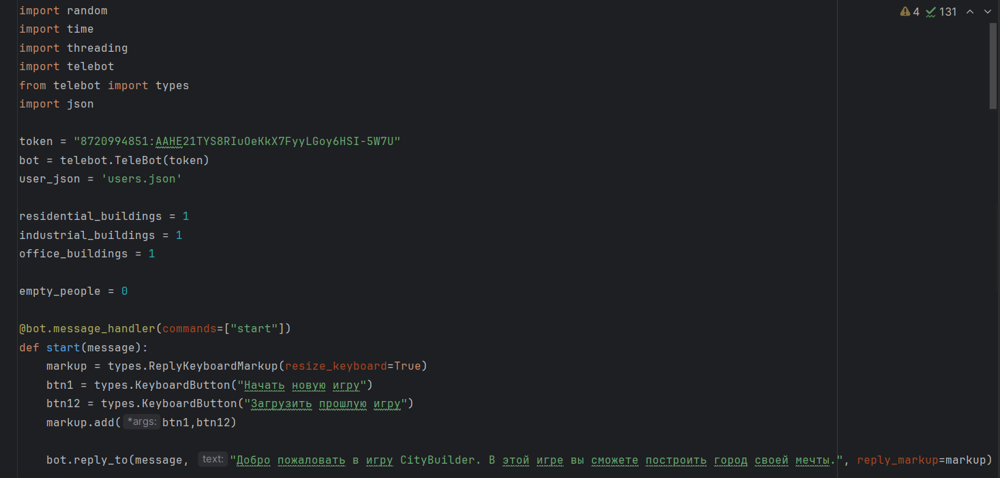 import random
4 131
import time
import threading
import telebot
from telebot import types
import json
token = "8720994851:AAHE21TYS8RIuOeKkX7FyyLGoy6HSI-5W7U"
bot = telebot.TeleBot(token)
user_json = 'users.json'
residential_buildings = 1
industrial_buildings = 1
office_buildings = 1
empty_people = 0
@bot.message_handler(commands=["start"])
def start(message):
    markup = types.ReplyKeyboardMarkup(resize_keyboard=True)
    btn1 = types.KeyboardButton("Начать новую игру")
    btn12 = types.KeyboardButton("Загрузить прошлую игру")
    markup.add( *args: btn1,btn12)
    bot.reply_to(message, text: "Добро пожаловать в игру CityBuilder. В этой игре вы сможете построить город своей мечты.", reply_markup=markup)